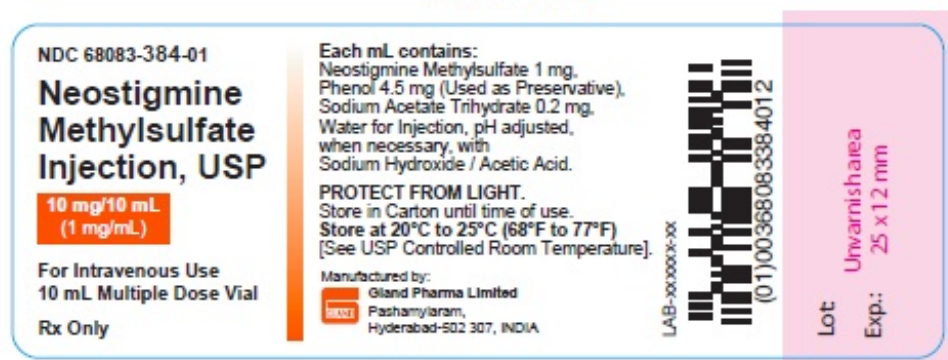 NDC 68083-384-01
Neostigmine
Methylsulfate
Injection, USP
10 mg/10 mL
(1 mg/mL)
For Intravenous Use
10 mL Multiple Dose Vial
Rx Only
Each mL contains:
Neostigmine Methylsulfate 1 mg,
Phenol 4.5 mg (Used as Preservative),
Sodium Acetate Trihydrate 0.2 mg,
Water for Injection, pH adjusted,
when necessary, with
Sodium Hydroxide / Acetic Acid.
PROTECT FROM LIGHT.
Store in Carton until time of use.
Store at 20°C to 25°C (68°F to 77°F)
[See USP Controlled Room Temperature].
Manufactured by:
Gland Pharma Limited
Pashamylaram,
Hyderabad-502 307, INDIA
LAB-xxxxxxx-xx
(01)00368083384012
Lot:
Exp.:
Unvarnish area
25 x 12 mm